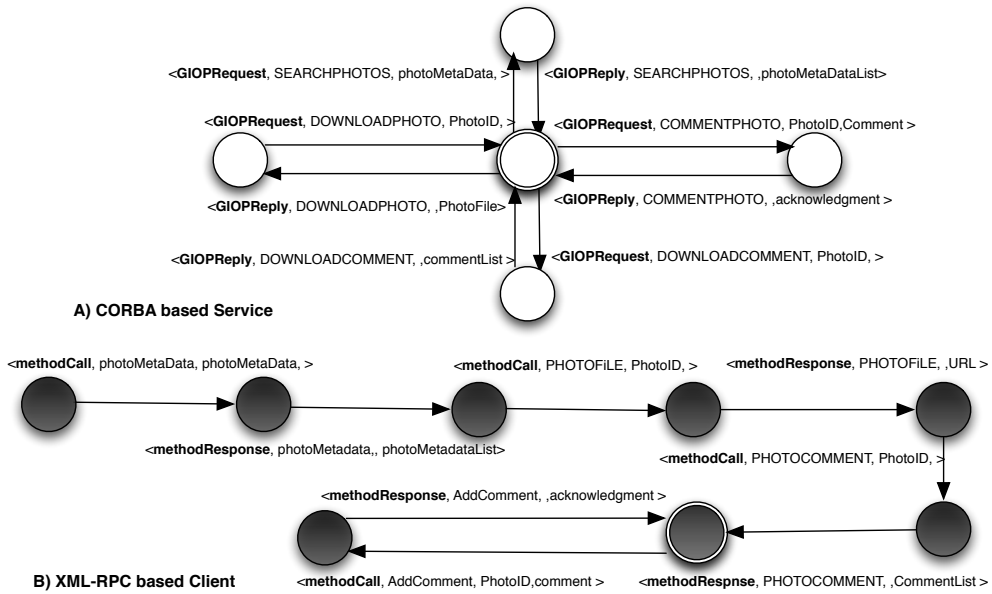 <GIOPRequest, SEARCHPHOTOS, photoMetaData, >
<GIOPReply, SEARCHPHOTOS, ,photoMetaDataList>
<GIOPRequest, DOWNLOADPHOTO, PhotoID, >
<GIOPRequest, COMMENTPHOTO, PhotoID,Comment >
<GIOPReply, DOWNLOADPHOTO, ,PhotoFile>
<GIOPReply, COMMENTPHOTO, ,acknowledgment >
<GIOPReply, DOWNLOADCOMMENT, ,commentList >
<GIOPRequest, DOWNLOADCOMMENT, PhotoID, >
A) CORBA based Service
<methodCall, photoMetaData, photoMetaData, >
<methodCall, PHOTOFiLE, PhotoID, >
<methodResponse, PHOTOFiLE, ,URL >
<methodResponse, photoMetadata,, photoMetadataList>
<methodCall, PHOTOCOMMENT, PhotoID, >
<methodResponse, AddComment, ,acknowledgment >
B) XML-RPC based Client
<methodCall, AddComment, PhotoID,comment >
<methodRespnse, PHOTOCOMMENT, ,CommentList >